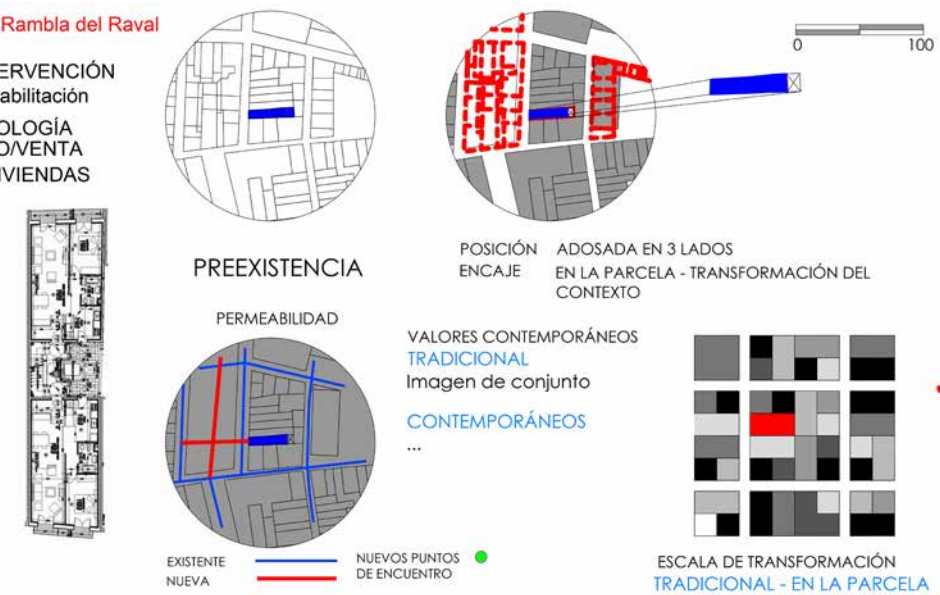 Rambla del Raval
ERVENCIÓN
abilitación
OLOGÍA
O/VENTA
VIVIENDAS
0
100
PREEXISTENCIA
POSICIÓN ADOSADA EN 3 LADOS
ENCAJE EN LA PARCELA - TRANSFORMACIÓN DEL
CONTEXTO
PERMEABILIDAD
VALORES CONTEMPORÁNEOS
TRADICIONAL
Imagen de conjunto
CONTEMPORÁNEOS
...
EXISTENTE
NUEVA
NUEVOS PUNTOS
DE ENCUENTRO
ESCALA DE TRANSFORMACIÓN
TRADICIONAL - EN LA PARCELA